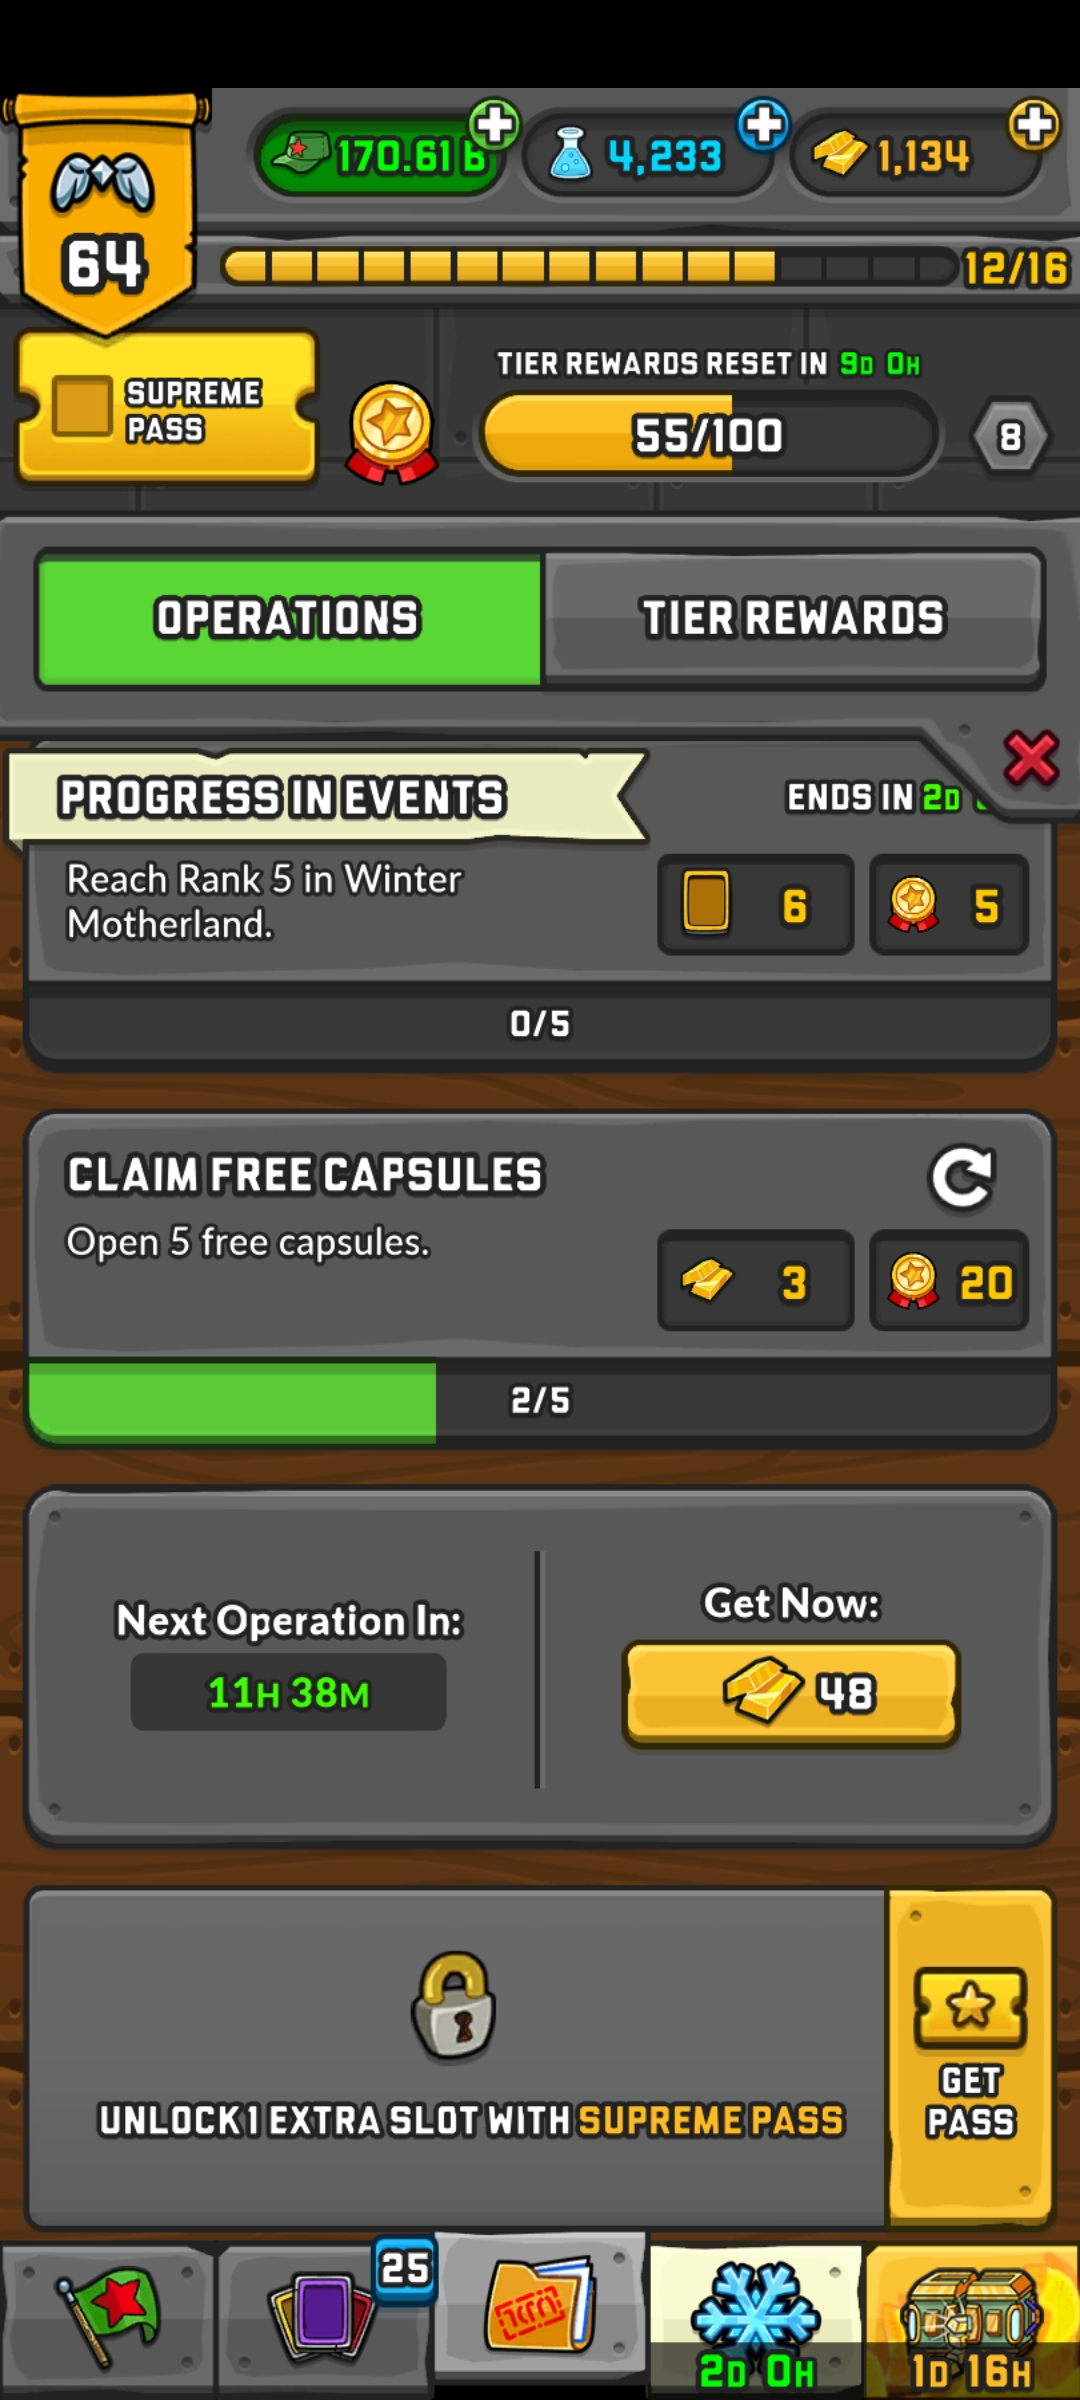 170.61 B
4,233
1,134
64
12/16
SUPREME
PASS
TIER REWARDS RESET IN 9D 0H
55/100
8
OPERATIONS
TIER REWARDS
PROGRESS IN EVENTS
ENDS IN 2D
Reach Rank 5 in Winter
Motherland.
6
5
0/5
CLAIM FREE CAPSULES
Open 5 free capsules.
3
20
2/5
Next Operation In:
11H 38M
Get Now:
48
UNLOCK 1 EXTRA SLOT WITH SUPREME PASS
GET
PASS
25
2D 0H
1D 16H